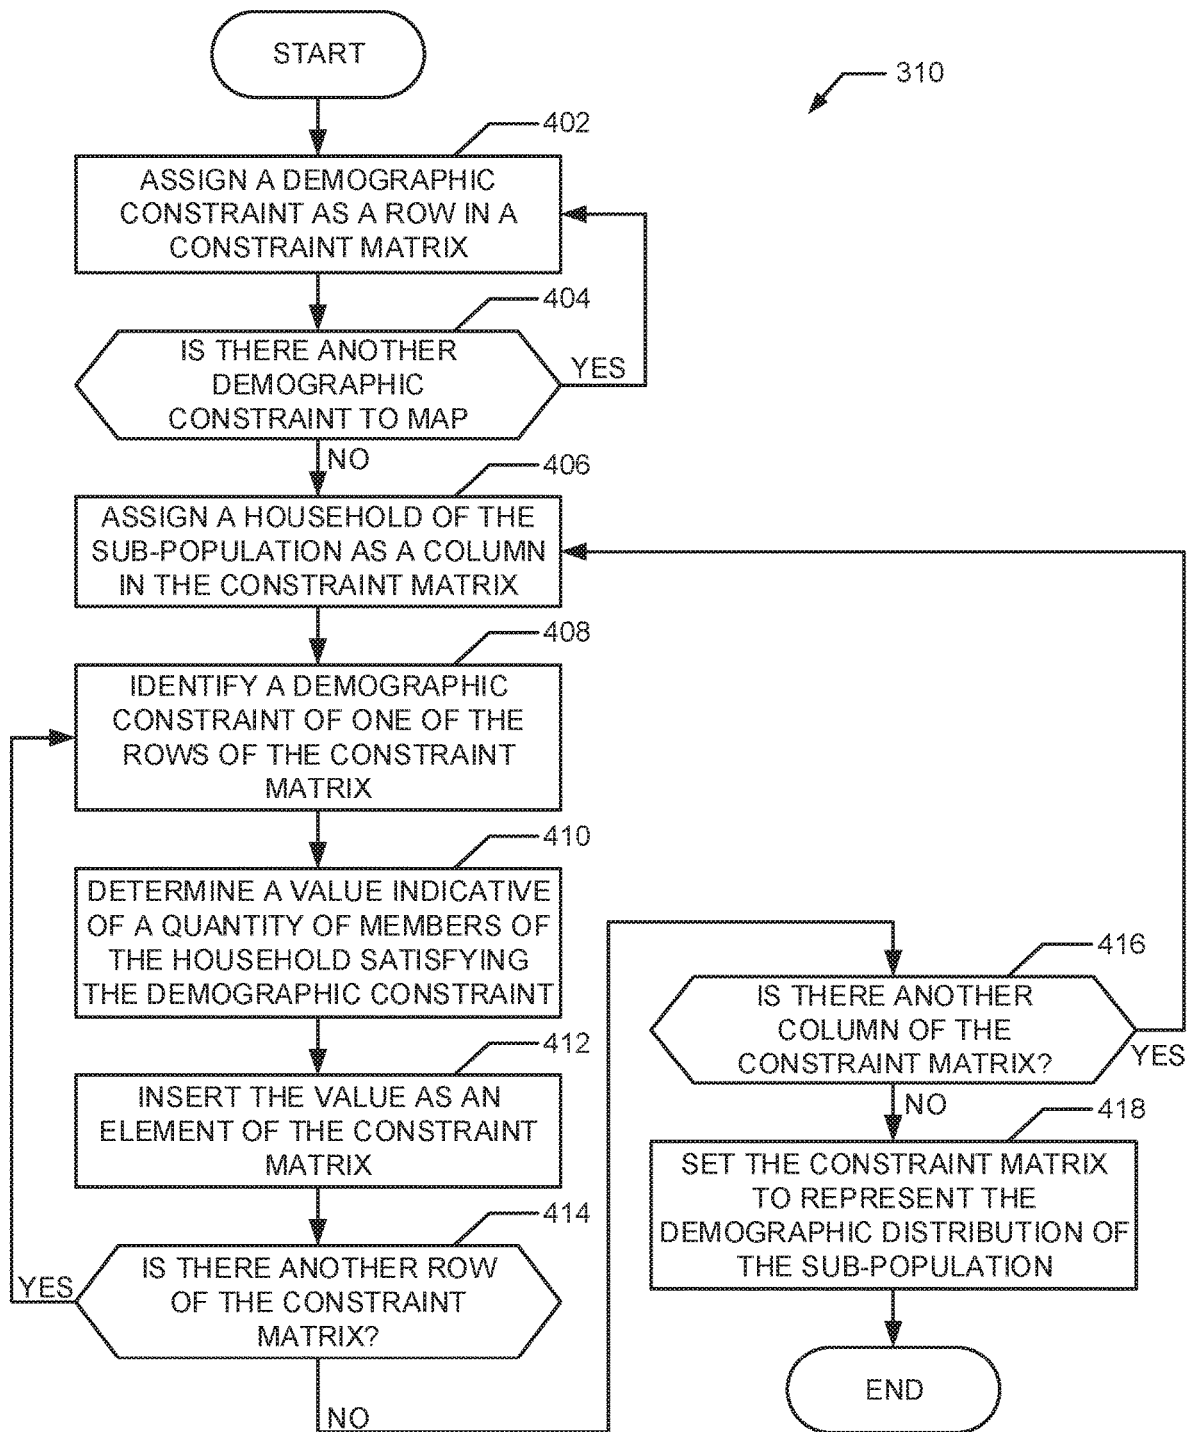 START
310
402
ASSIGN A DEMOGRAPHIC
CONSTRAINT AS A ROW IN A
CONSTRAINT MATRIX
404
IS THERE ANOTHER
DEMOGRAPHIC
CONSTRAINT TO MAP
YES
NO
406
ASSIGN A HOUSEHOLD OF THE
SUB-POPULATION AS A COLUMN
IN THE CONSTRAINT MATRIX
408
IDENTIFY A DEMOGRAPHIC
CONSTRAINT OF ONE OF THE
ROWS OF THE CONSTRAINT
MATRIX
410
DETERMINE A VALUE INDICATIVE
OF A QUANTITY OF MEMBERS OF
THE HOUSEHOLD SATISFYING
THE DEMOGRAPHIC CONSTRAINT
412
INSERT THE VALUE AS AN
ELEMENT OF THE CONSTRAINT
MATRIX
414
IS THERE ANOTHER ROW
OF THE CONSTRAINT
MATRIX?
YES
NO
416
IS THERE ANOTHER
COLUMN OF THE
CONSTRAINT MATRIX?
YES
NO
418
SET THE CONSTRAINT MATRIX
TO REPRESENT THE
DEMOGRAPHIC DISTRIBUTION OF
THE SUB-POPULATION
END